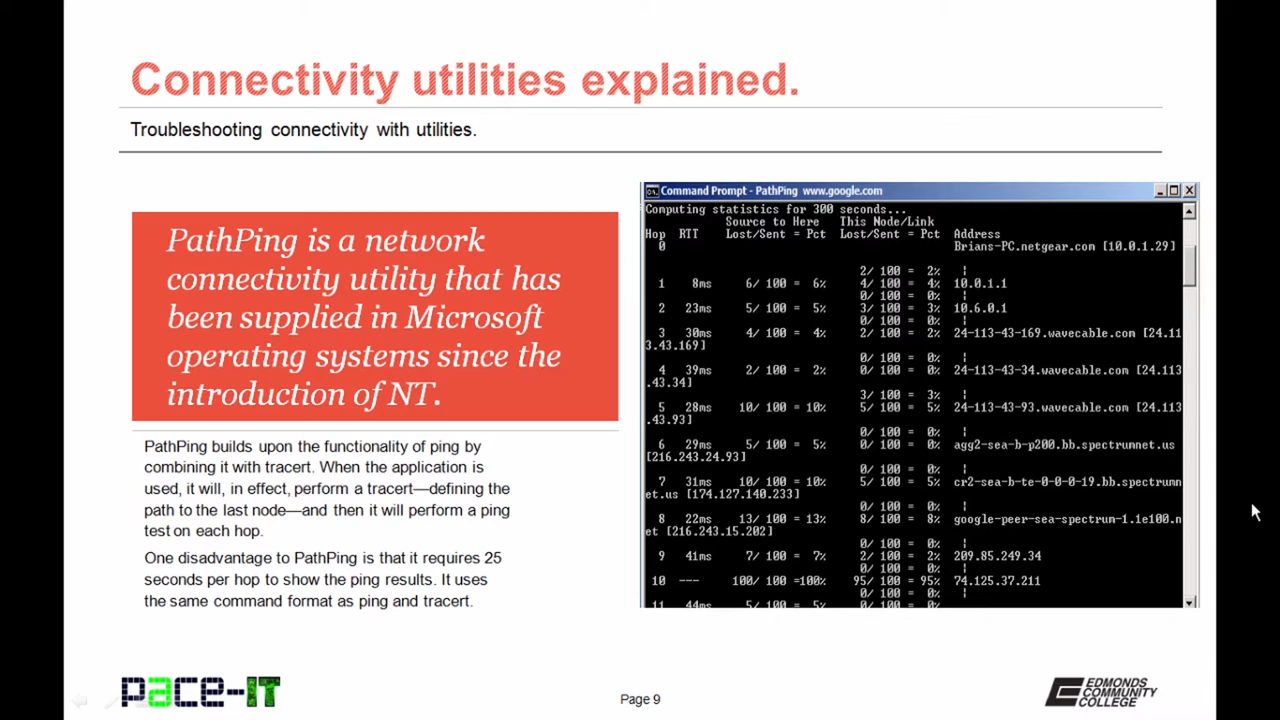 Connectivity utilities explained.
Troubleshooting connectivity with utilities.
PathPing is a network
connectivity utility that has
been supplied in Microsoft
operating systems since the
introduction of NT.
PathPing builds upon the functionality of ping by
combining it with tracert. When the application is
used, it will, in effect, perform a tracert—defining the
path to the last node—and then it will perform a ping
test on each hop.
One disadvantage to PathPing is that it requires 25
seconds per hop to show the ping results. It uses
the same command format as ping and tracert.
Command Prompt - PathPing www.google.com
Computing statistics for 300 seconds...
Source to Here This Node/Link
Hop RTT Lost/Sent = Pct Lost/Sent = Pct Address
0 Brians-PC.netgear.com [10.0.1.29]
2/ 100 = 2% |
1 8ms 6/ 100 = 6% 4/ 100 = 4% 10.0.1.1
0/ 100 = 0% |
2 23ms 5/ 100 = 5% 3/ 100 = 3% 10.6.0.1
0/ 100 = 0% |
3 30ms 4/ 100 = 4% 2/ 100 = 2% 24-113-43-169.wavecable.com [24.11
3.43.169]
0/ 100 = 0% |
4 39ms 2/ 100 = 2% 0/ 100 = 0% 24-113-43-34.wavecable.com [24.113
.43.34]
3/ 100 = 3% |
5 28ms 10/ 100 = 10% 5/ 100 = 5% 24-113-43-93.wavecable.com [24.113
.43.93]
0/ 100 = 0% |
6 29ms 5/ 100 = 5% 0/ 100 = 0% agg2-sea-b-p200.bb.spectrumnet.us
[216.243.24.93]
0/ 100 = 0% |
7 31ms 10/ 100 = 10% 5/ 100 = 5% cr2-sea-b-te-0-0-0-19.bb.spectrumn
et.us [174.127.140.233]
0/ 100 = 0% |
8 22ms 13/ 100 = 13% 8/ 100 = 8% google-peer-sea-spectrum-1.1e100.n
et [216.243.15.202]
0/ 100 = 0% |
9 41ms 7/ 100 = 7% 2/ 100 = 2% 209.85.249.34
0/ 100 = 0% |
10 --- 100/ 100 =100% 95/ 100 = 95% 74.125.37.211
0/ 100 = 0% |
11 44ms 5/ 100 = 5% 0/ 100 = 0%
pace-IT
Page 9
EDMONDS
COMMUNITY
COLLEGE